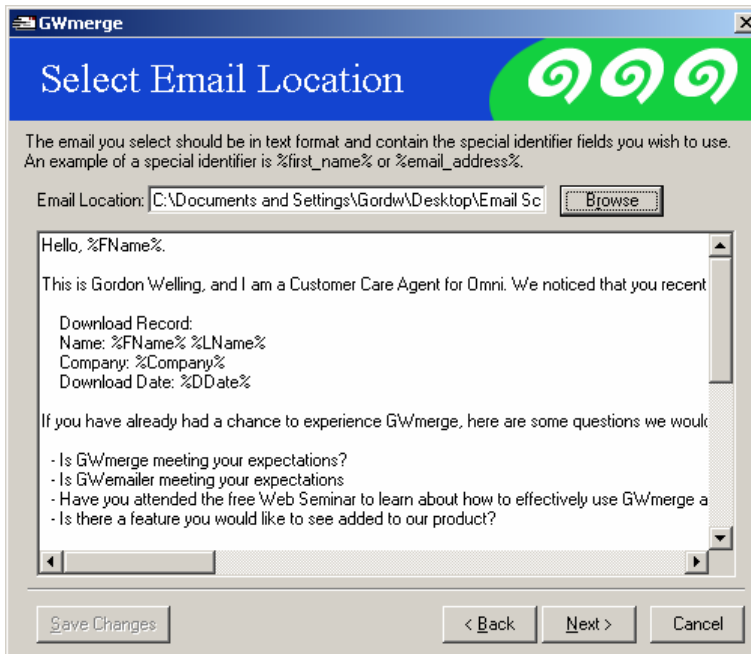 GWmerge
Select Email Location
The email you select should be in text format and contain the special identifier fields you wish to use.
An example of a special identifier is %first_name% or %email_address%.
Email Location: C:\Documents and Settings\Gordw\Desktop\Email Sc Browse
Hello, %FName%.
This is Gordon Welling, and I am a Customer Care Agent for Omni. We noticed that you recent
Download Record:
Name: %FName% %LName%
Company: %Company%
Download Date: %DDate%
If you have already had a chance to experience GWmerge, here are some questions we would
- Is GWmerge meeting your expectations?
- Is GWemailer meeting your expectations
- Have you attended the free Web Seminar to learn about how to effectively use GWmerge a
- Is there a feature you would like to see added to our product?
Save Changes < Back Next > Cancel